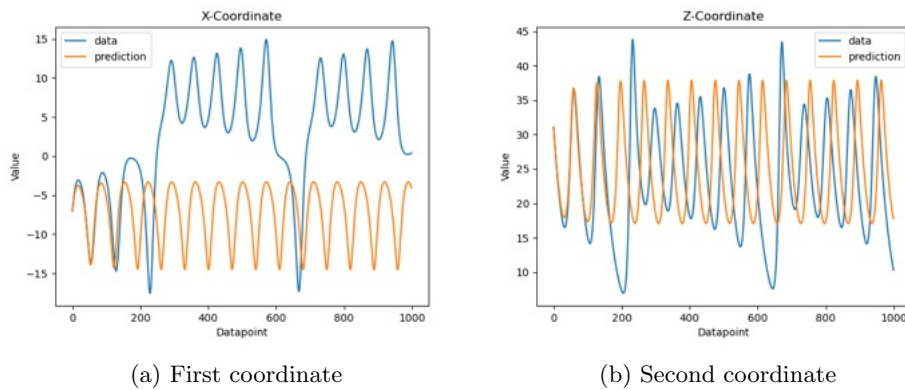 X-Coordinate
data
prediction
Value
15
10
5
0
−5
−10
−15
0
200
400
600
800
1000
Datapoint
Z-Coordinate
data
prediction
Value
45
40
35
30
25
20
15
10
0
200
400
600
800
1000
Datapoint
(a) First coordinate
(b) Second coordinate